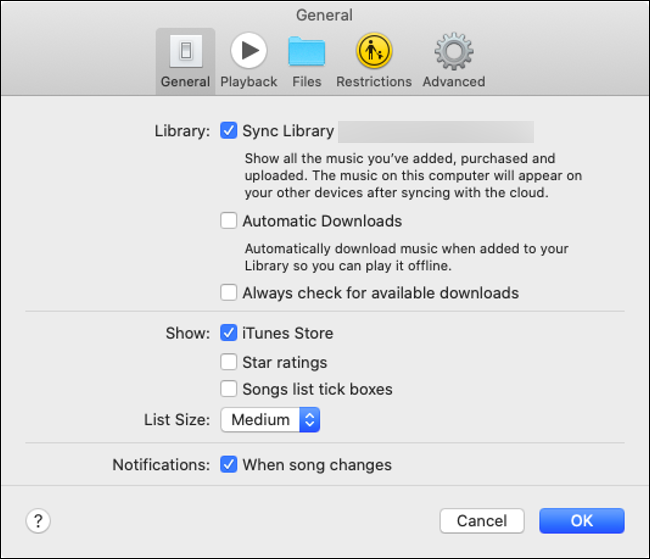 General
General Playback Files Restrictions Advanced
Library: Sync Library
Show all the music you've added, purchased and
uploaded. The music on this computer will appear on
your other devices after syncing with the cloud.
Automatic Downloads
Automatically download music when added to your
Library so you can play it offline.
Always check for available downloads
Show: iTunes Store
Star ratings
Songs list tick boxes
List Size: Medium
Notifications: When song changes
? Cancel OK